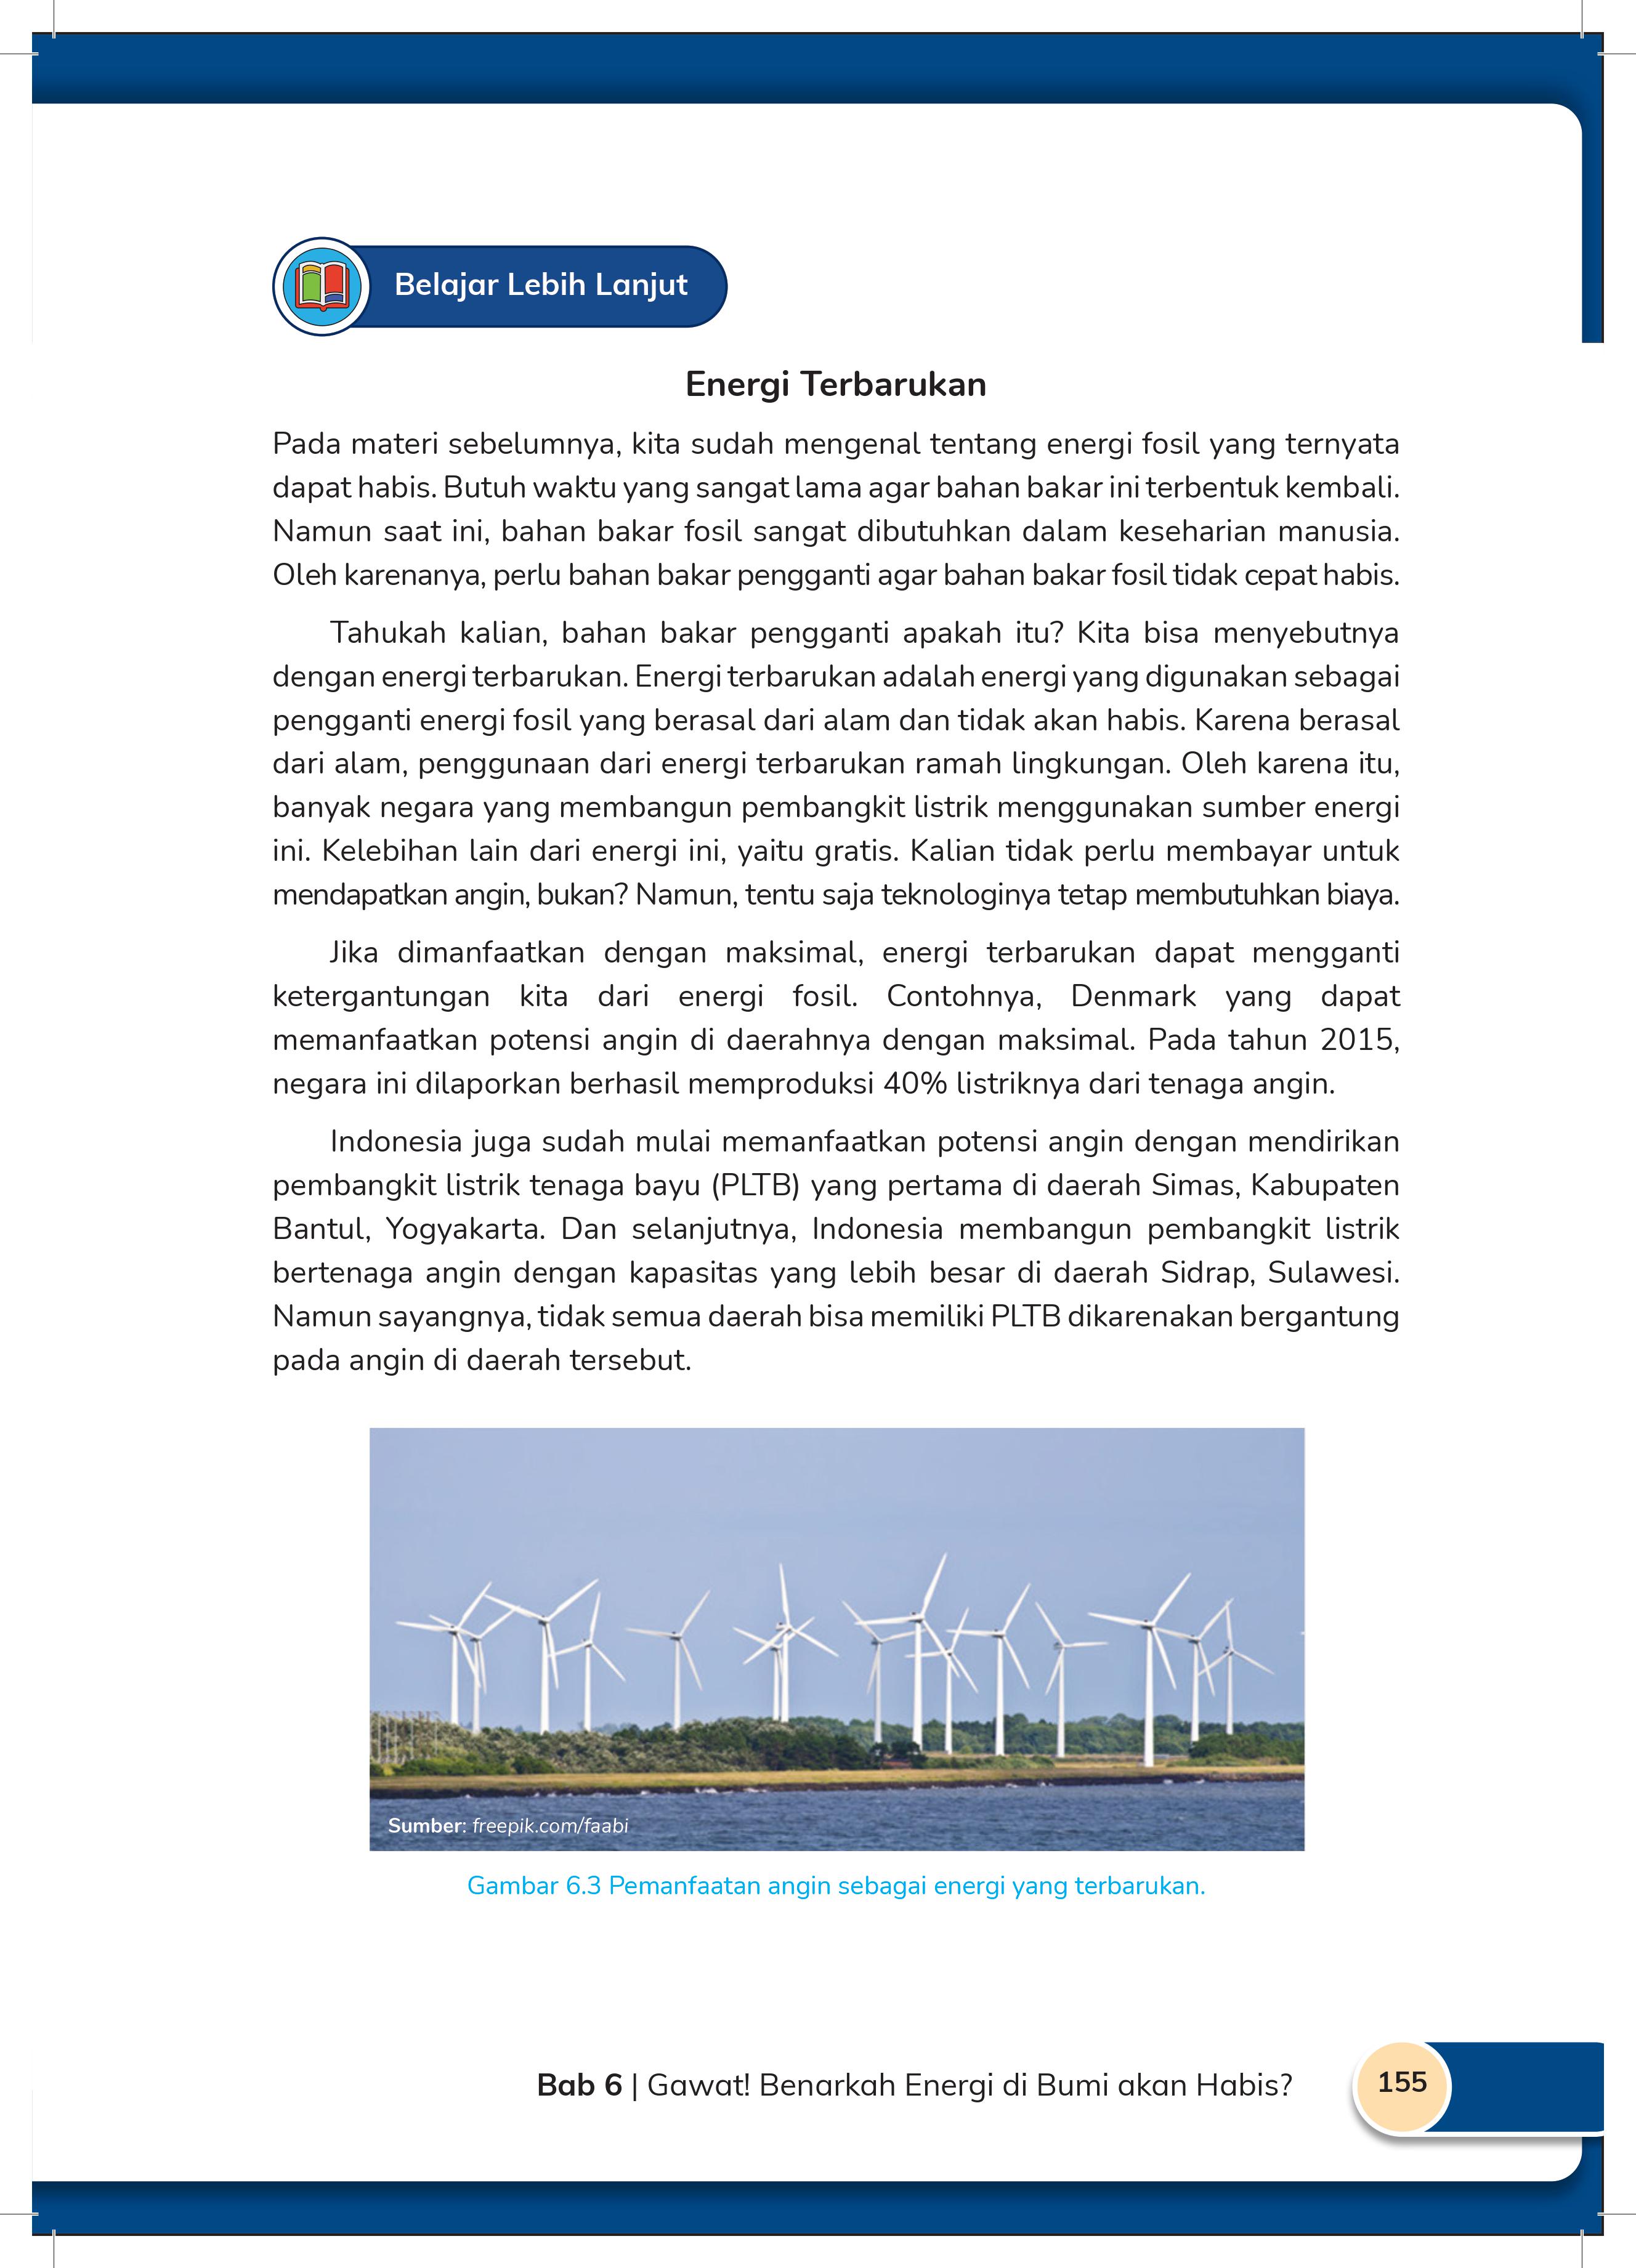 Belajar Lebih Lanjut
Energi Terbarukan
Pada materi sebelumnya, kita sudah mengenal tentang energi fosil yang ternyata
dapat habis. Butuh waktu yang sangat lama agar bahan bakar ini terbentuk kembali.
Namun saat ini, bahan bakar fosil sangat dibutuhkan dalam keseharian manusia.
Oleh karenanya, perlu bahan bakar pengganti agar bahan bakar fosil tidak cepat habis.
Tahukah kalian, bahan bakar pengganti apakah itu? Kita bisa menyebutnya
dengan energi terbarukan. Energi terbarukan adalah energi yang digunakan sebagai
pengganti energi fosil yang berasal dari alam dan tidak akan habis. Karena berasal
dari alam, penggunaan dari energi terbarukan ramah lingkungan. Oleh karena itu,
banyak negara yang membangun pembangkit listrik menggunakan sumber energi
ini. Kelebihan lain dari energi ini, yaitu gratis. Kalian tidak perlu membayar untuk
mendapatkan angin, bukan? Namun, tentu saja teknologinya tetap membutuhkan biaya.
Jika dimanfaatkan dengan maksimal, energi terbarukan dapat mengganti
ketergantungan kita dari energi fosil. Contohnya, Denmark yang dapat
memanfaatkan potensi angin di daerahnya dengan maksimal. Pada tahun 2015,
negara ini dilaporkan berhasil memproduksi 40% listriknya dari tenaga angin.
Indonesia juga sudah mulai memanfaatkan potensi angin dengan mendirikan
pembangkit listrik tenaga bayu (PLTB) yang pertama di daerah Simas, Kabupaten
Bantul, Yogyakarta. Dan selanjutnya, Indonesia membangun pembangkit listrik
bertenaga angin dengan kapasitas yang lebih besar di daerah Sidrap, Sulawesi.
Namun sayangnya, tidak semua daerah bisa memiliki PLTB dikarenakan bergantung
pada angin di daerah tersebut.
Sumber: freepik.com/faabi
Gambar 6.3 Pemanfaatan angin sebagai energi yang terbarukan.
Bab 6 | Gawat! Benarkah Energi di Bumi akan Habis?
155